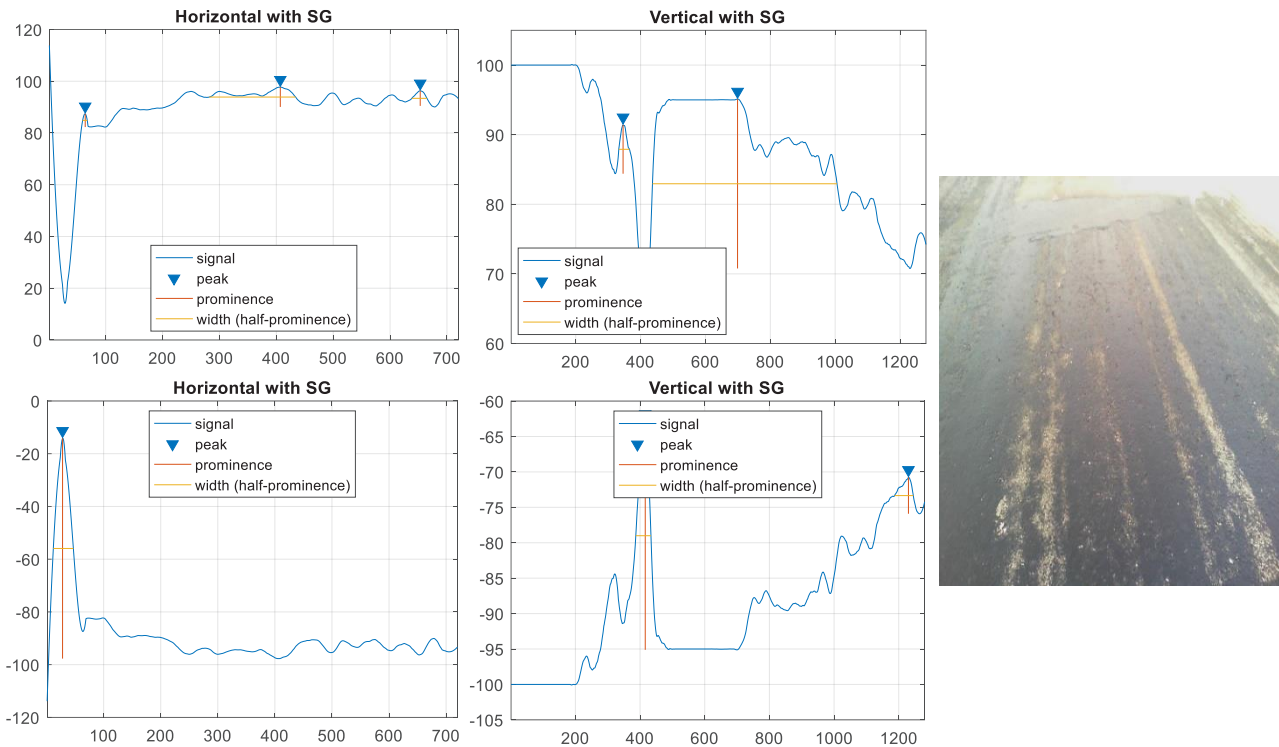 Horizontal with SG
120
100
80
60
40
20
0
100 200 300 400 500 600 700
signal
peak
prominence
width (half-prominence)
Vertical with SG
100
90
80
70
60
200 400 600 800 1000 1200
signal
peak
prominence
width (half-prominence)
Horizontal with SG
0
-20
-40
-60
-80
-100
-120
100 200 300 400 500 600 700
signal
peak
prominence
width (half-prominence)
Vertical with SG
-60
-65
-70
-75
-80
-85
-90
-95
-100
-105
200 400 600 800 1000 1200
signal
peak
prominence
width (half-prominence)